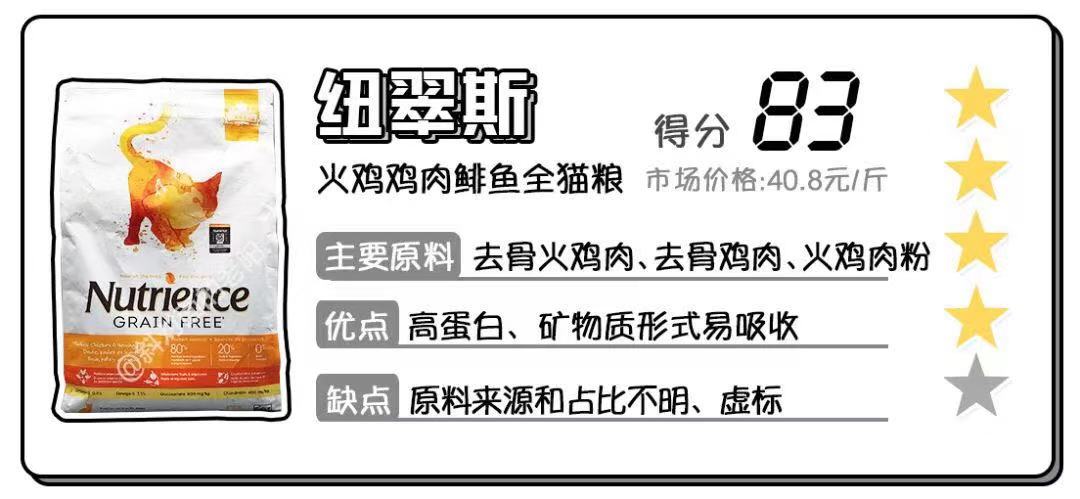 纽翠斯
得分 83
火鸡鸡肉鲱鱼全猫粮
市场价格:40.8元/斤
主要原料 去骨火鸡肉、去骨鸡肉、火鸡肉粉
优点 高蛋白、矿物质形式易吸收
缺点 原料来源和占比不明、虚标
Nutrience
GRAIN FREE
80%
20%
0%